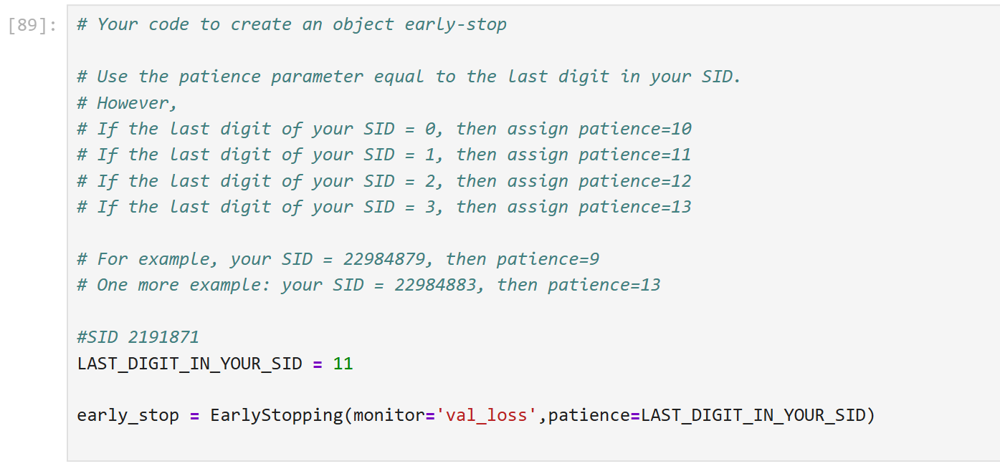 [89]:
# Your code to create an object early-stop
# Use the patience parameter equal to the last digit in your SID.
# However,
# If the last digit of your SID = 0, then assign patience=10
# If the last digit of your SID = 1, then assign patience=11
# If the last digit of your SID = 2, then assign patience=12
# If the last digit of your SID = 3, then assign patience=13
# For example, your SID = 22984879, then patience=9
# One more example: your SID = 22984883, then patience=13
#SID 2191871
LAST_DIGIT_IN_YOUR_SID = 11
early_stop = EarlyStopping(monitor='val_loss',patience=LAST_DIGIT_IN_YOUR_SID)